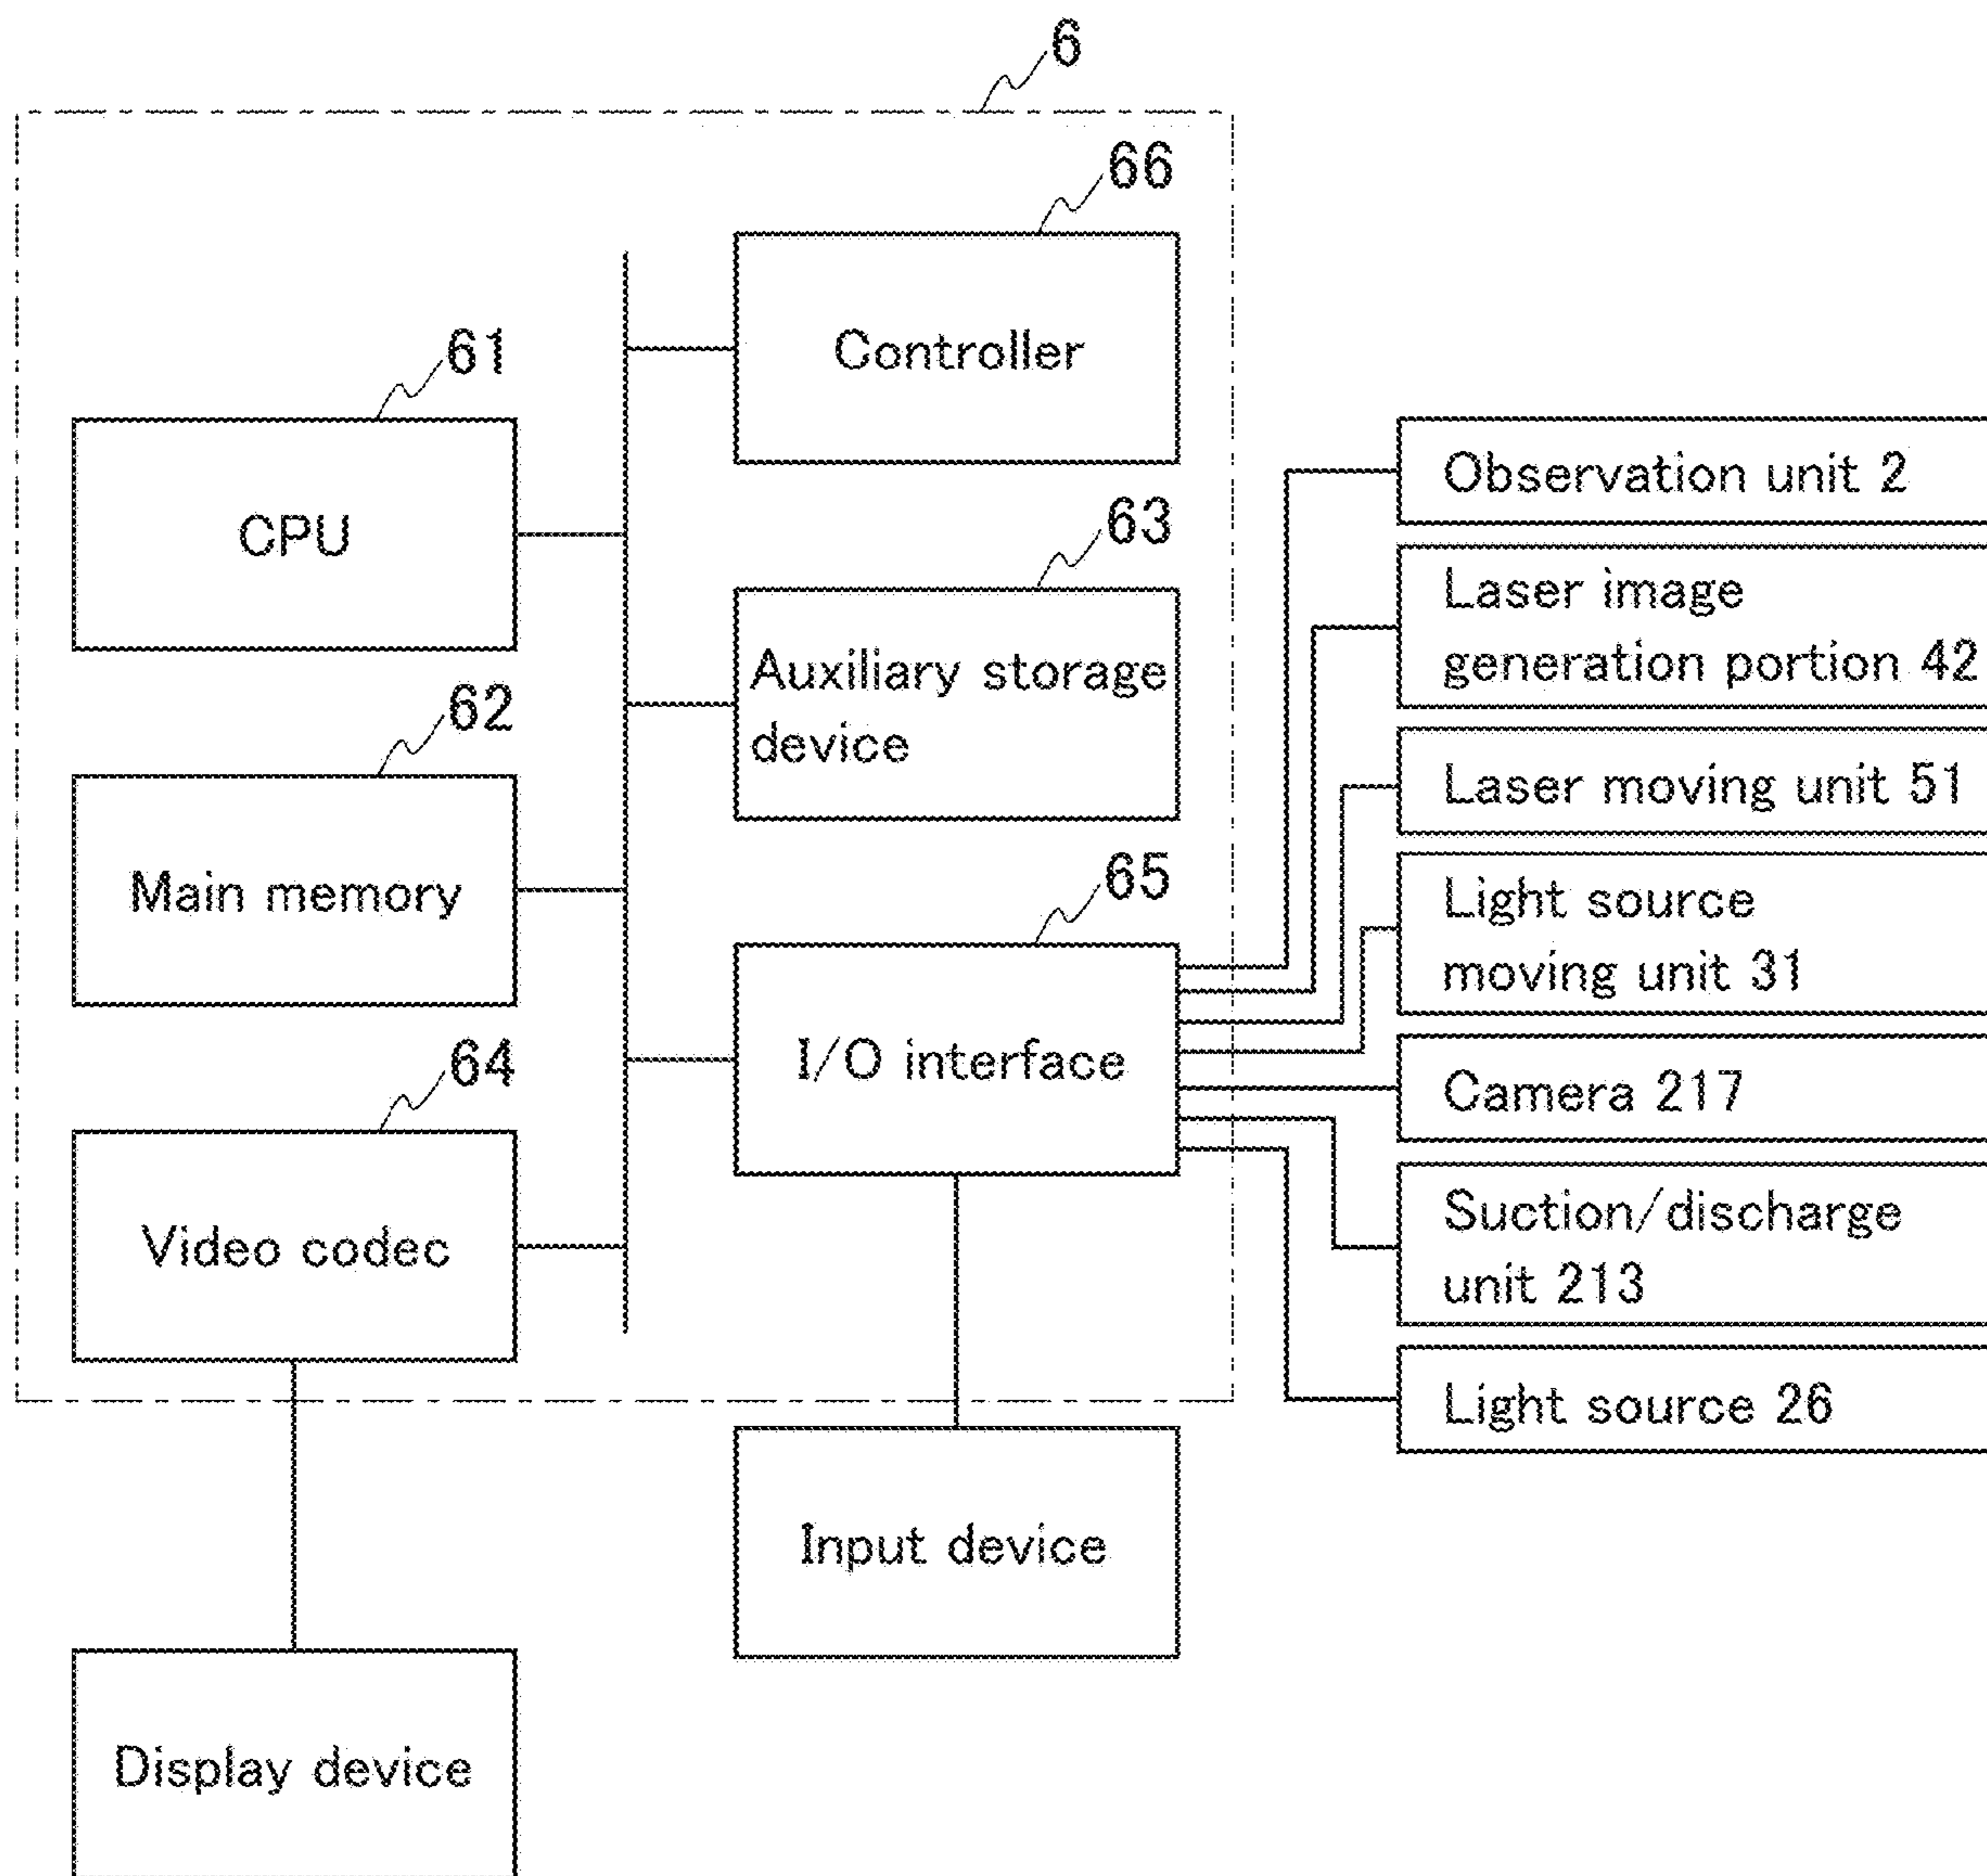 6
66
Controller
61
CPU
63
Auxiliary storage
device
62
Main memory
65
I/O interface
64
Video codec
Input device
Display device
Observation unit 2
Laser image
generation portion 42
Laser moving unit 51
Light source
moving unit 31
Camera 217
Suction/discharge
unit 213
Light source 26